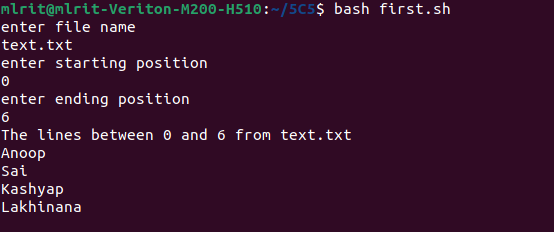 mlrit@mlrit-Veriton-M200-H510:~/5C5$ bash first.sh
enter file name
text.txt
enter starting position
0
enter ending position
6
The lines between 0 and 6 from text.txt
Anoop
Sai
Kashyap
Lakhinana